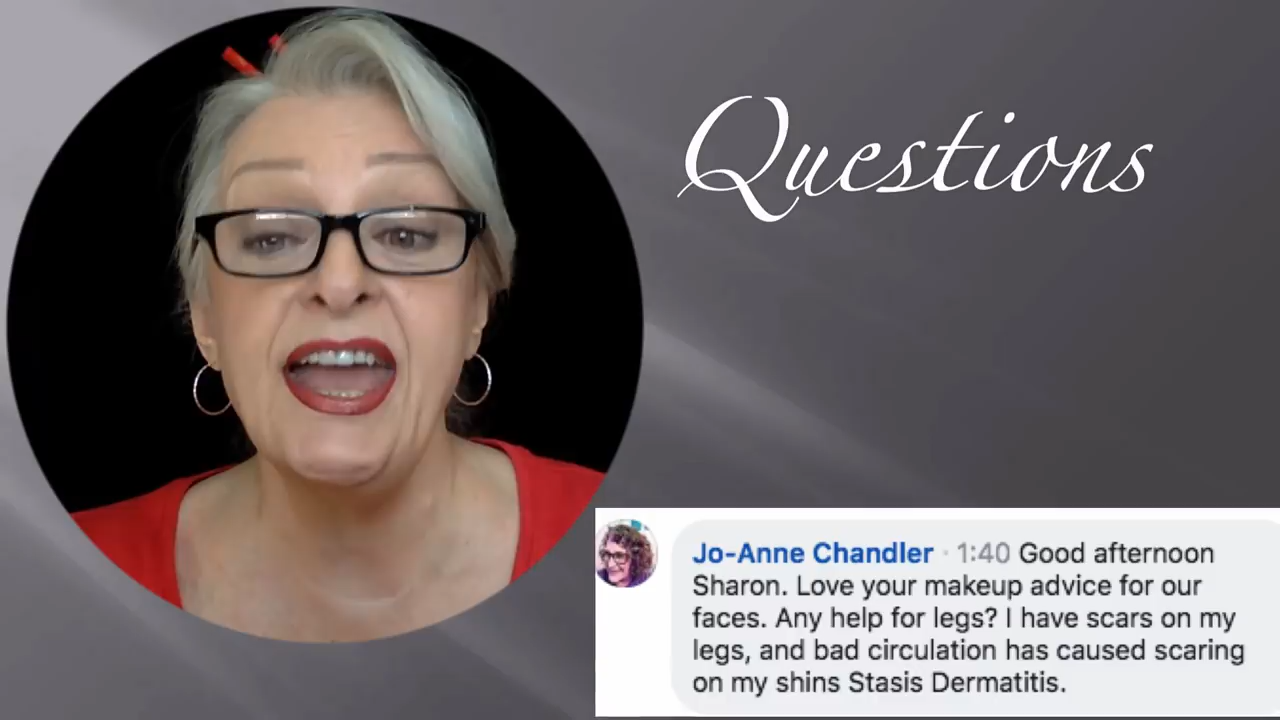 Questions
Jo-Anne Chandler · 1:40 Good afternoon
Sharon. Love your makeup advice for our
faces. Any help for legs? I have scars on my
legs, and bad circulation has caused scaring
on my shins Stasis Dermatitis.